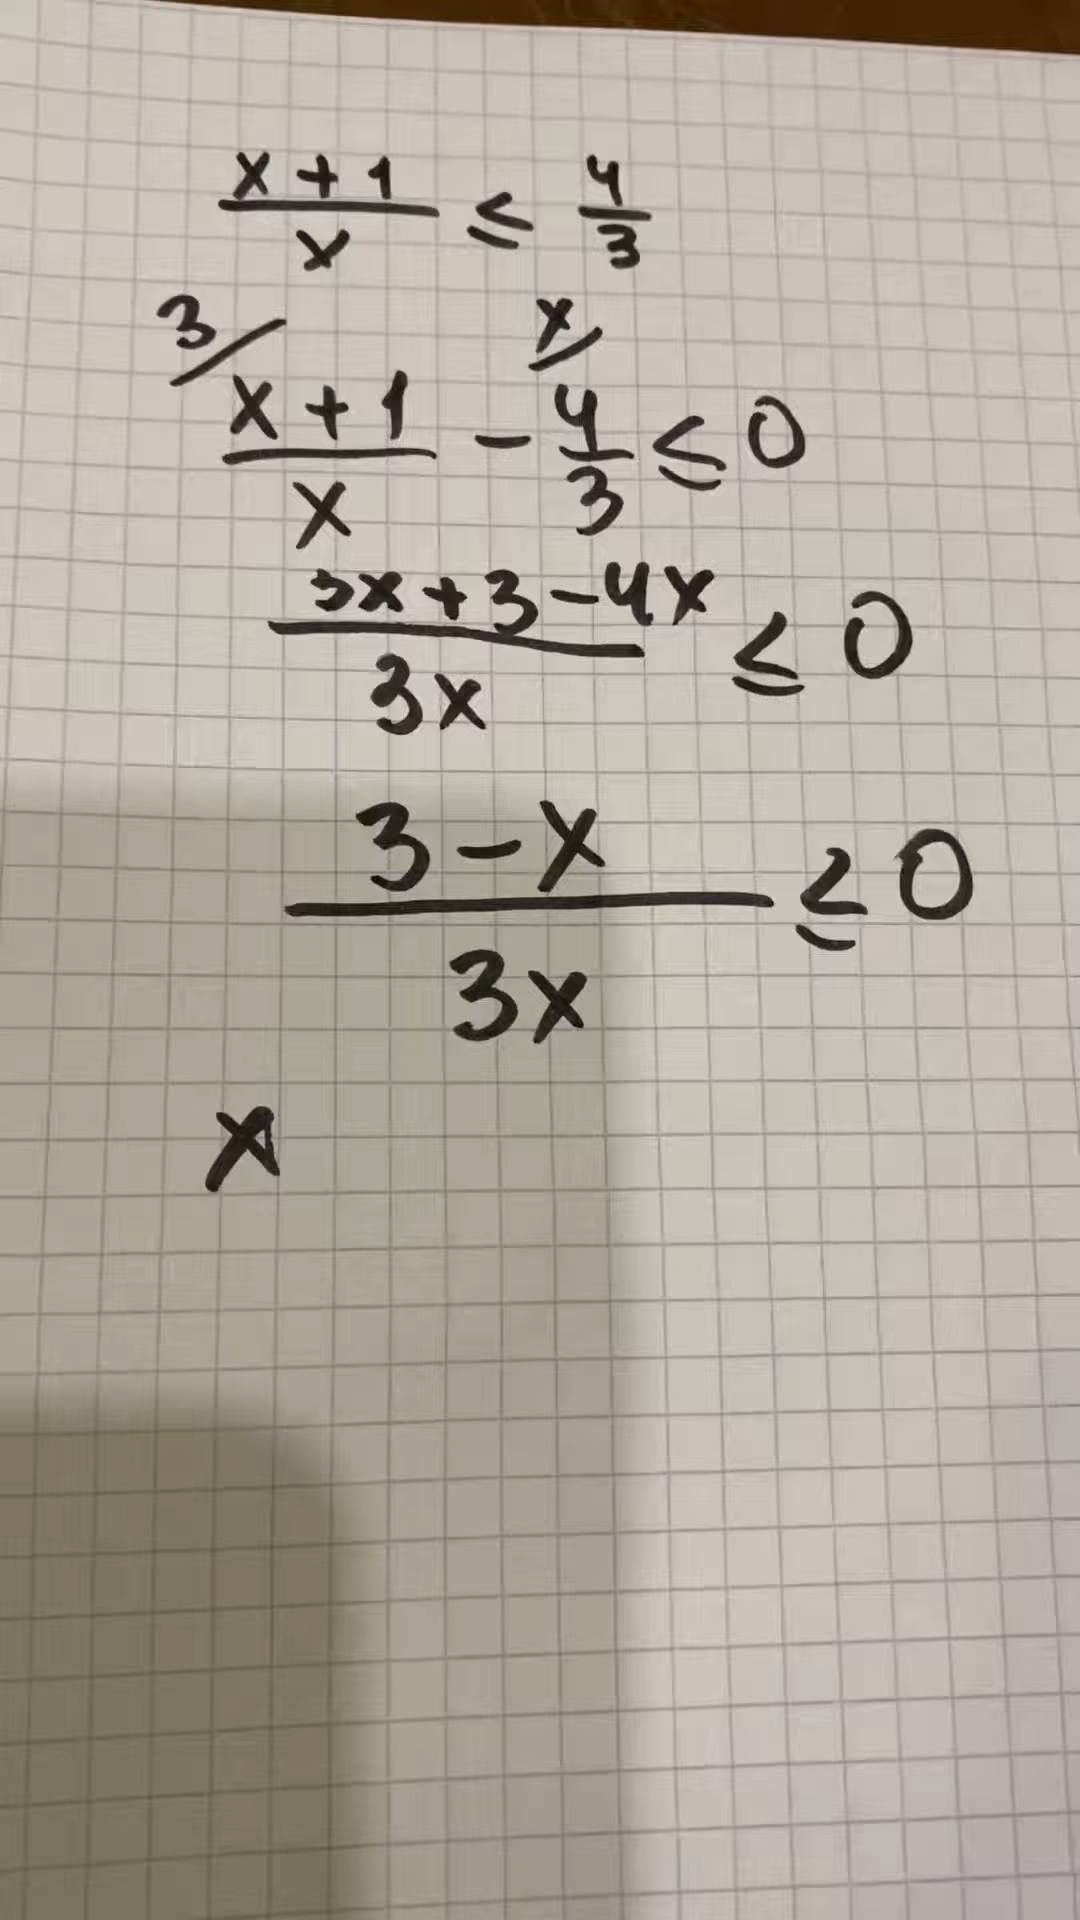 x + 1 / x ≤ 4 / 3
3/ x/
x + 1 / x - 4 / 3 ≤ 0
3x + 3 - 4x / 3x ≤ 0
3 - x / 3x ≤ 0
x